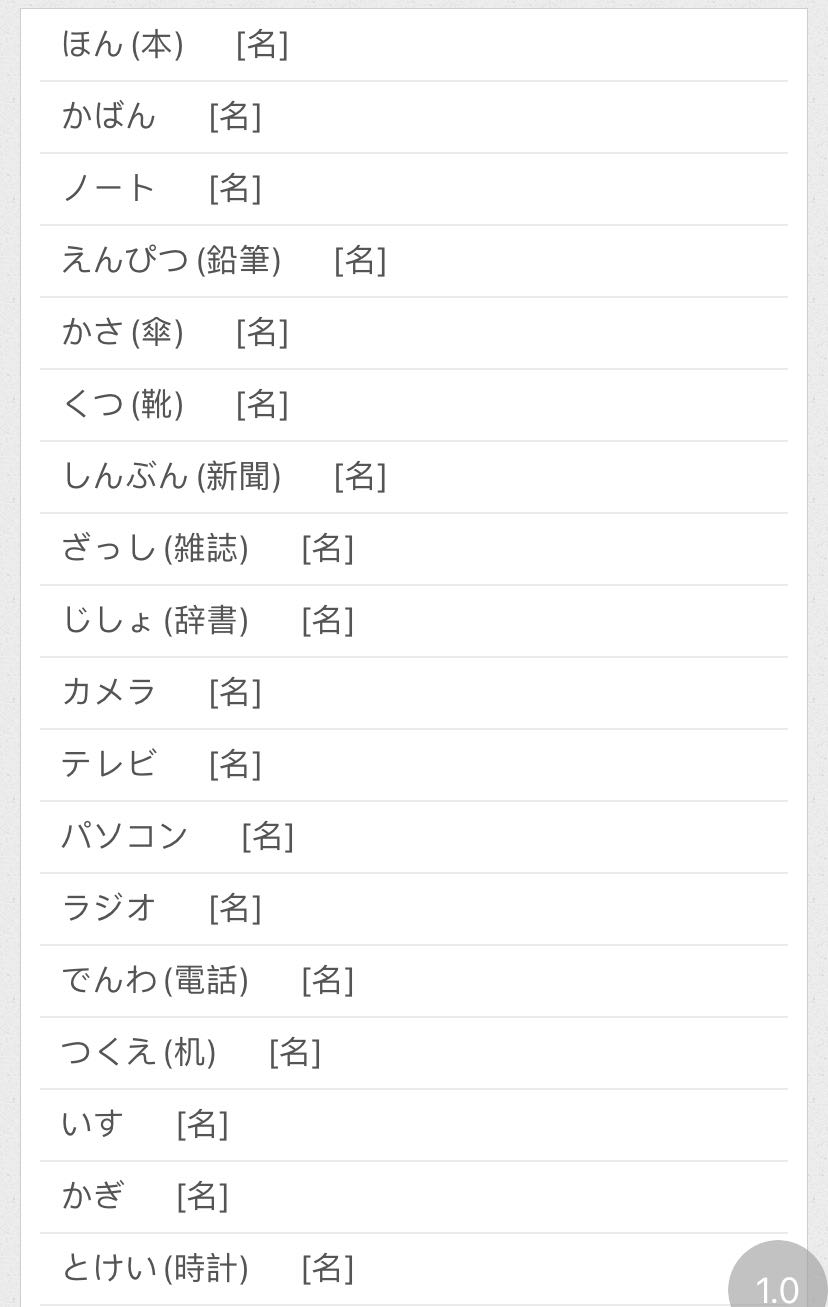 ほん(本) [名]
かばん [名]
ノート [名]
えんぴつ(鉛筆) [名]
かさ(傘) [名]
くつ(靴) [名]
しんぶん(新聞) [名]
ざっし(雑誌) [名]
じしょ(辞書) [名]
カメラ [名]
テレビ [名]
パソコン [名]
ラジオ [名]
でんわ(電話) [名]
つくえ(机) [名]
いす [名]
かぎ [名]
とけい(時計) [名]
1.0